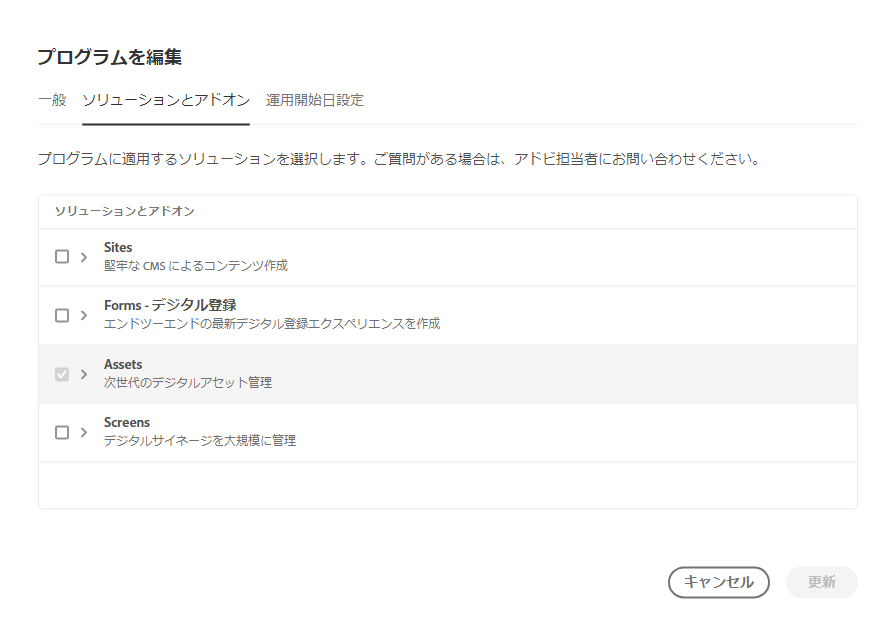 プログラムを編集
一般 ソリューションとアドオン 運用開始日設定
プログラムに適用するソリューションを選択します。ご質問がある場合は、アドビ担当者にお問い合わせください。
ソリューションとアドオン
Sites
堅牢な CMS によるコンテンツ作成
Forms - デジタル登録
エンドツーエンドの最新デジタル登録エクスペリエンスを作成
Assets
次世代のデジタルアセット管理
Screens
デジタルサイネージを大規模に管理
キャンセル 更新